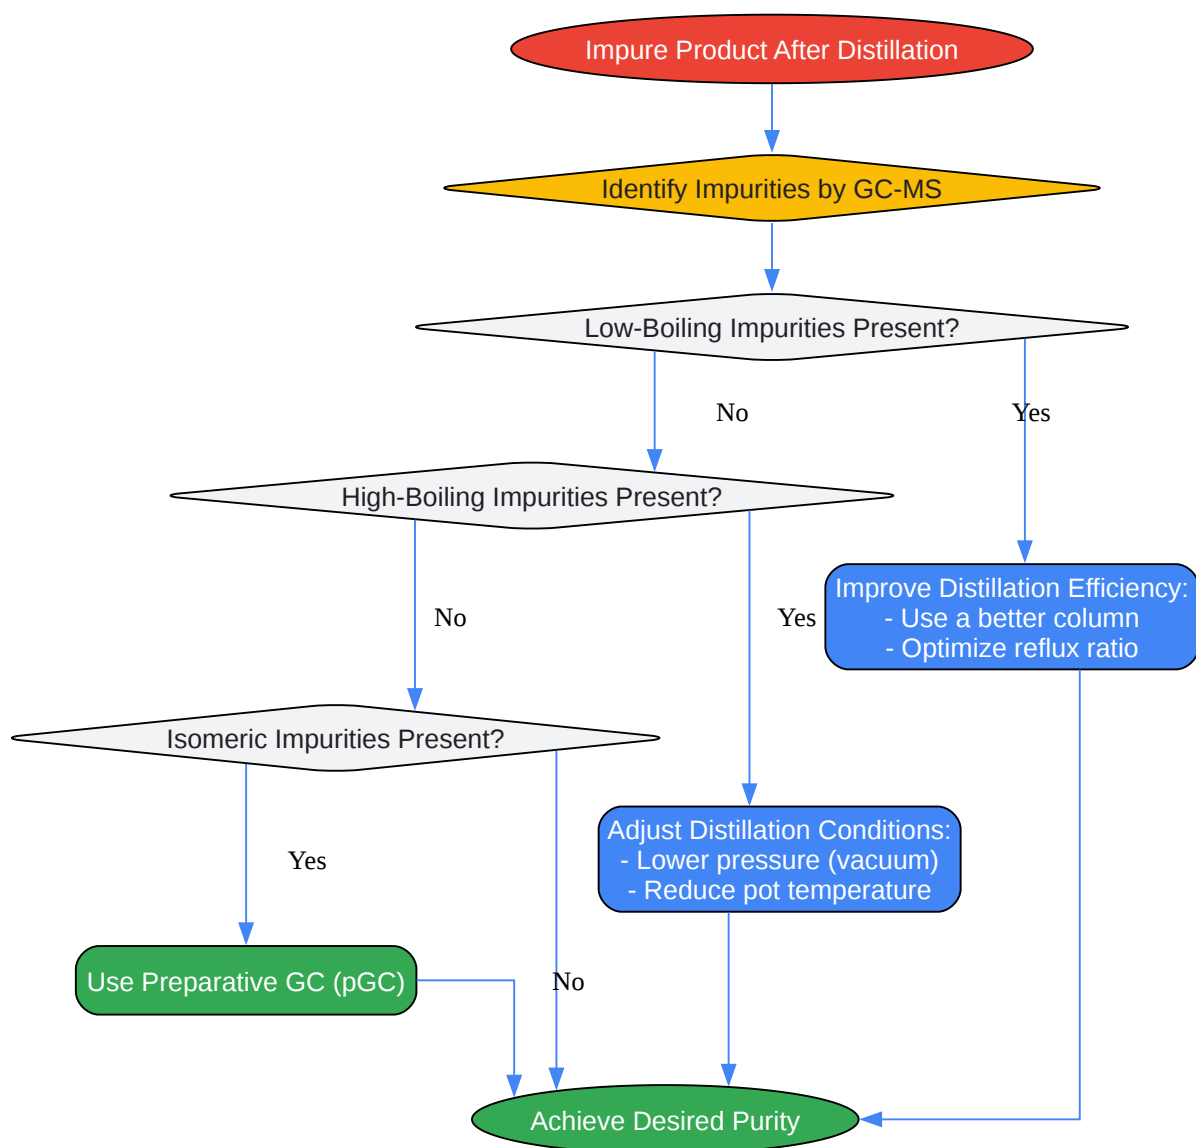 Impure Product After Distillation
Identify Impurities by GC-MS
Low-Boiling Impurities Present?
No
Yes
High-Boiling Impurities Present?
Improve Distillation Efficiency:
- Use a better column
- Optimize reflux ratio
No
Yes
Isomeric Impurities Present?
Adjust Distillation Conditions:
- Lower pressure (vacuum)
- Reduce pot temperature
Yes
Use Preparative GC (pGC)
No
Achieve Desired Purity